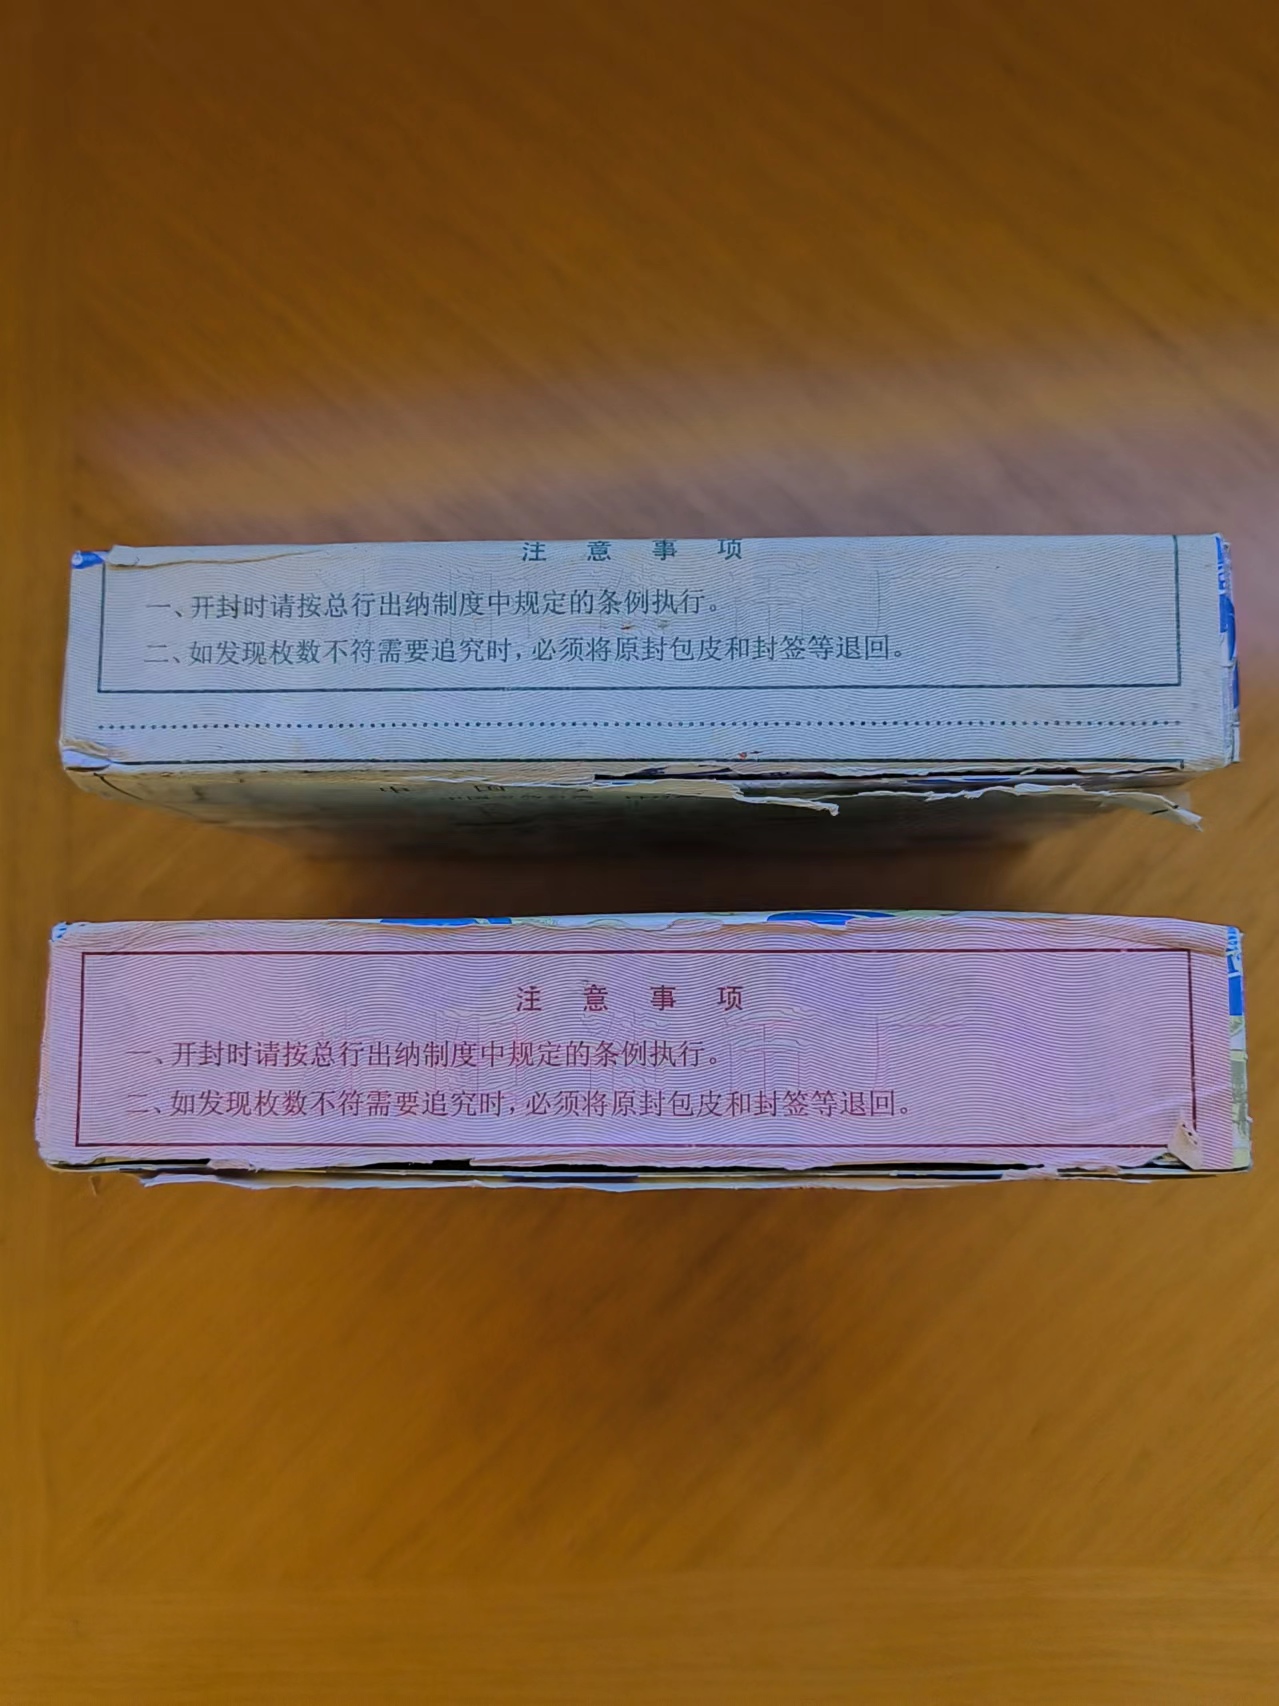 注意事项
一、开封时请按总行出纳制度中规定的条例执行。
二、如发现枚数不符需要追究时，必须将原封包皮和封签等退回。
中国
注意事项
一、开封时请按总行出纳制度中规定的条例执行。
二、如发现枚数不符需要追究时，必须将原封包皮和封签等退回。